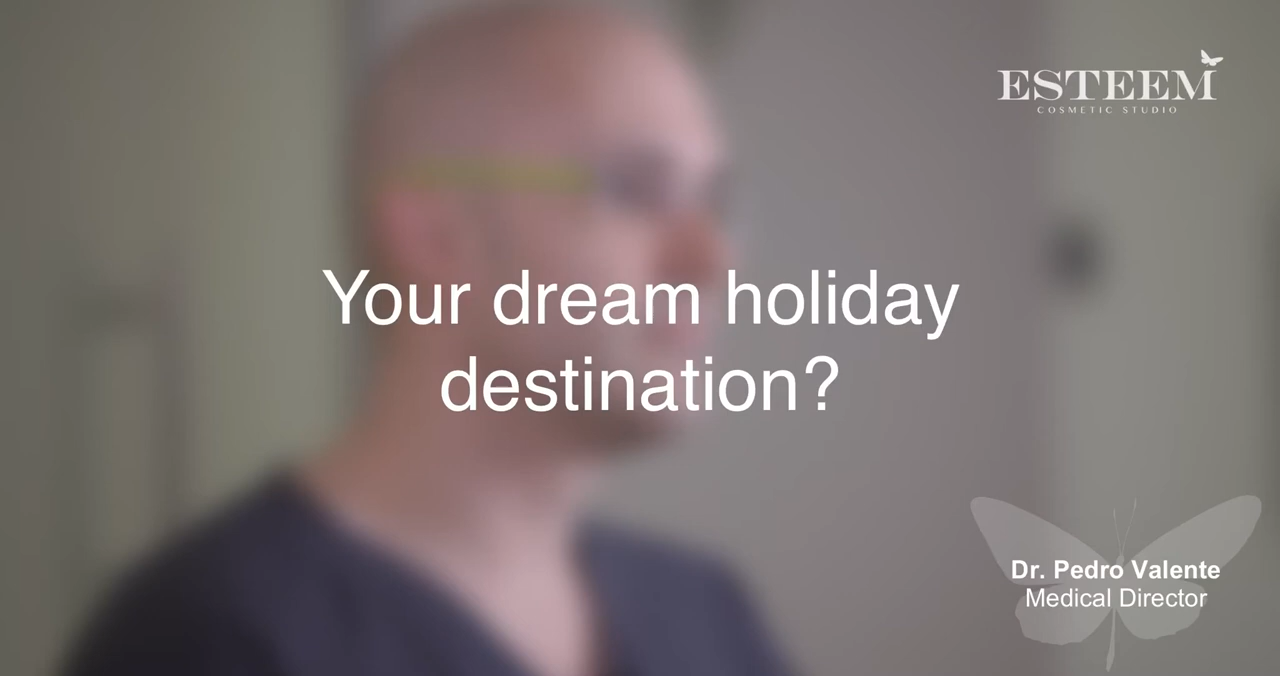 ESTEEM
COSMETIC STUDIO
Your dream holiday
destination?
Dr. Pedro Valente
Medical Director